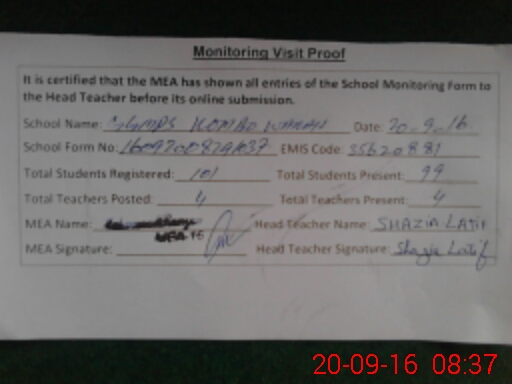 Monitoring Visit Proof
It is certified that the MEA has shown all entries of the School Monitoring Form to
the Head Teacher before its online submission.
School Name: GGMPS Date: 20.9.16
School Form No: EMIS Code: 35620881
Total Students Registered: 101 Total Students Present: 99
Total Teachers Posted: 4 Total Teachers Present: 4
MEA Name: Head Teacher Name: SHAZIA LATIF
MEA Signature: Head Teacher Signature: Shazia Latif
20-09-16 08:37